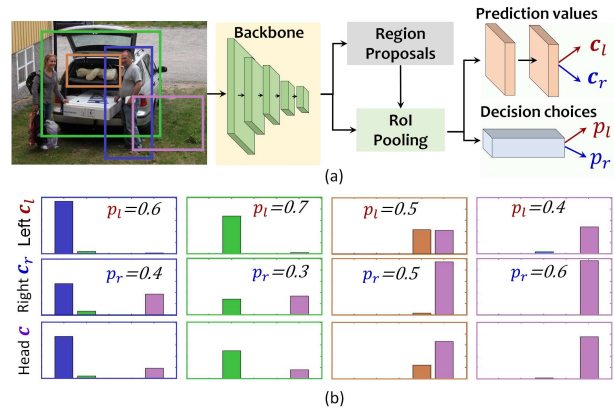 Backbone
Region
Proposals
RoI
Pooling
Prediction values
c_l
c_r
Decision choices
p_l
p_r
(a)
Left c_l
p_l=0.6
p_l=0.7
p_l=0.5
p_l=0.4
Right c_r
p_r=0.4
p_r=0.3
p_r=0.5
p_r=0.6
Head c
(b)